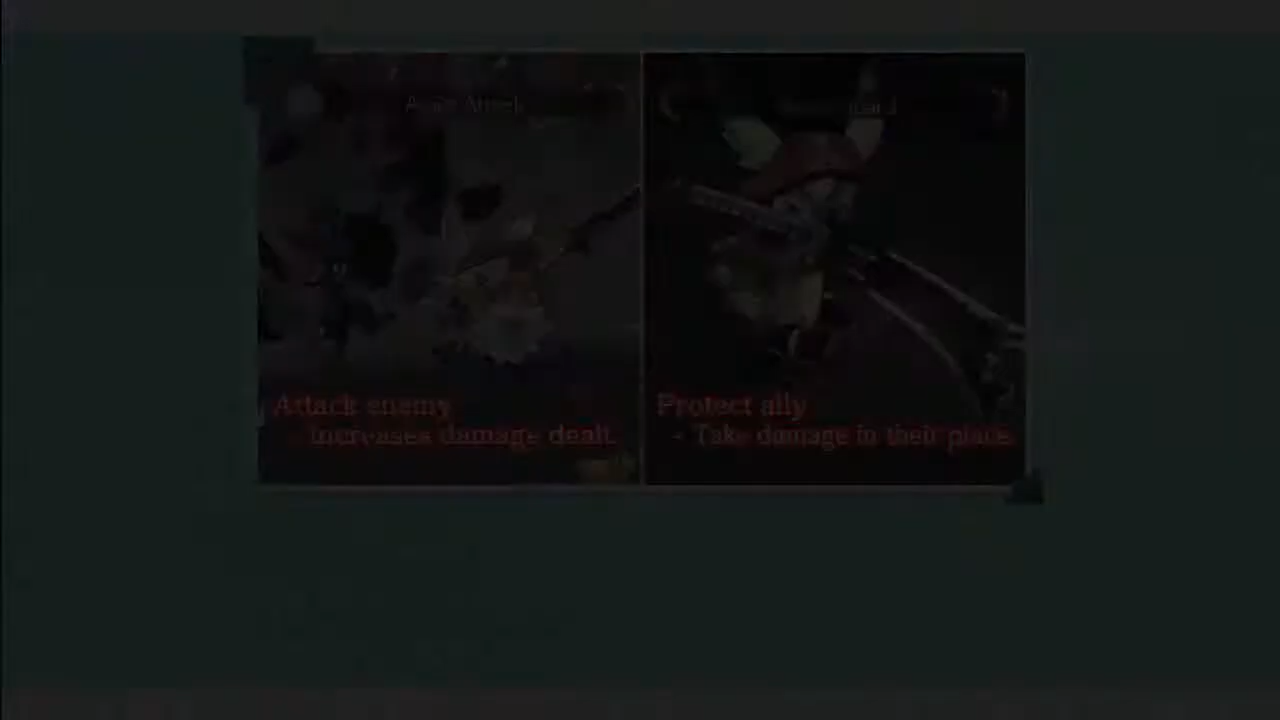 Attack enemy
- Increases damage dealt.
Protect ally
- Take damage in their place.